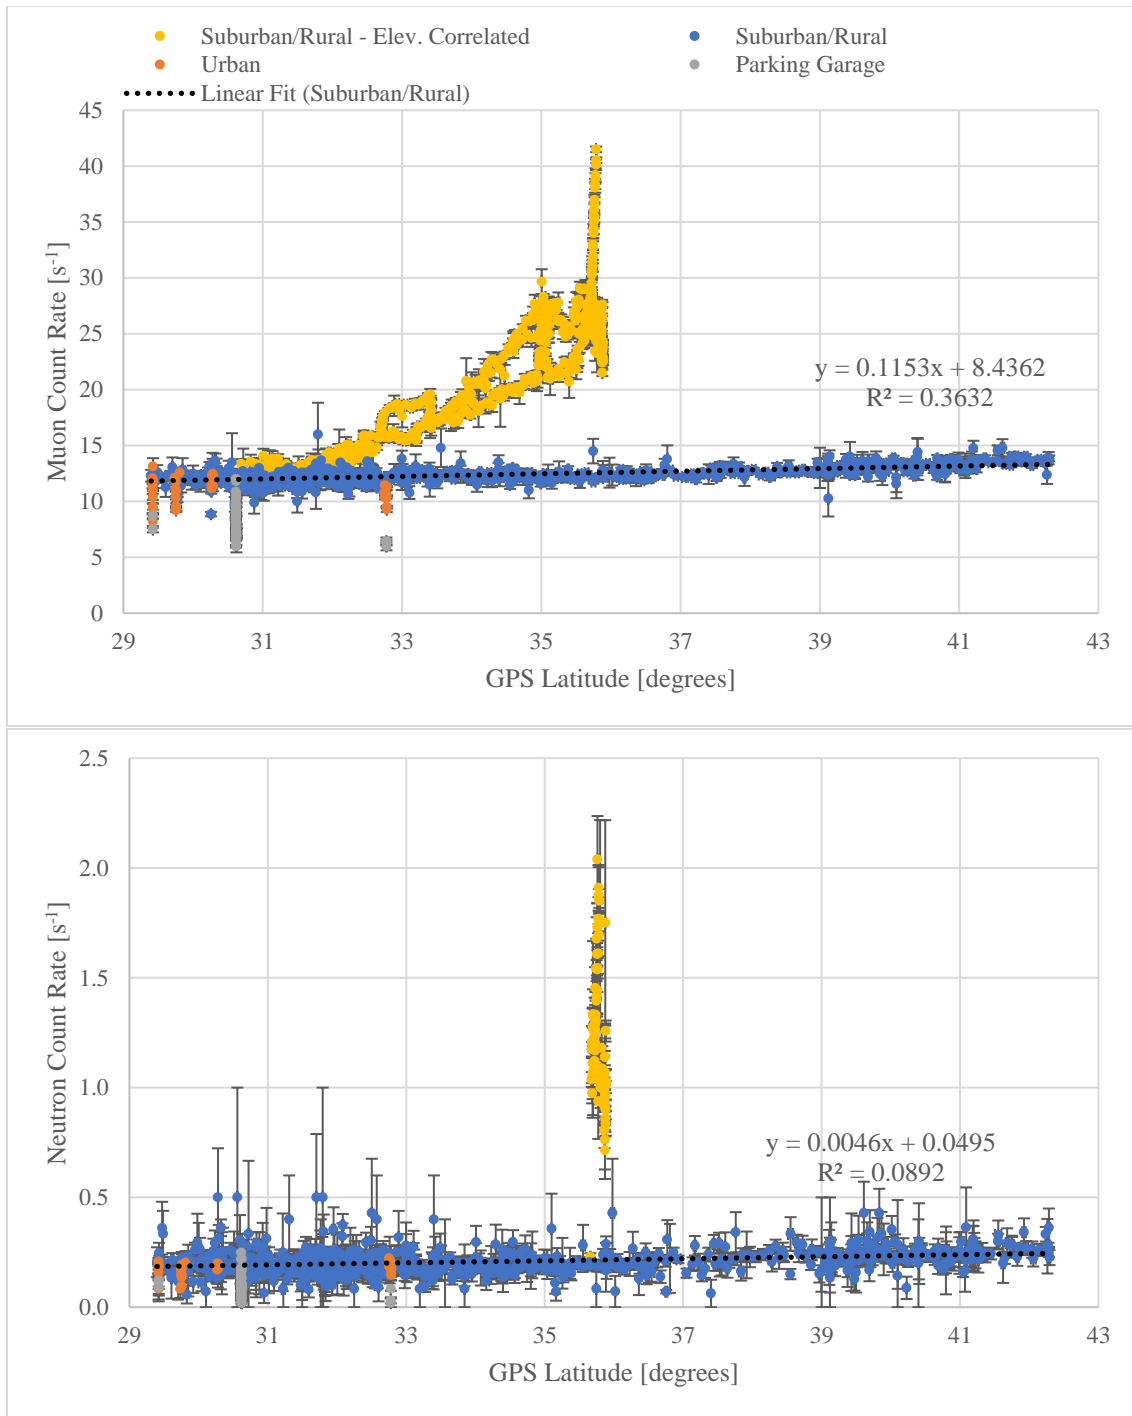 Suburban/Rural - Elev. Correlated
Suburban/Rural
Urban
Parking Garage
Linear Fit (Suburban/Rural)
45
40
35
30
25
20
15
10
5
0
Muon Count Rate [s⁻¹]
y = 0.1153x + 8.4362
R² = 0.3632
29 31 33 35 37 39 41 43
GPS Latitude [degrees]
2.5
2.0
1.5
1.0
0.5
0.0
Neutron Count Rate [s⁻¹]
y = 0.0046x + 0.0495
R² = 0.0892
29 31 33 35 37 39 41 43
GPS Latitude [degrees]